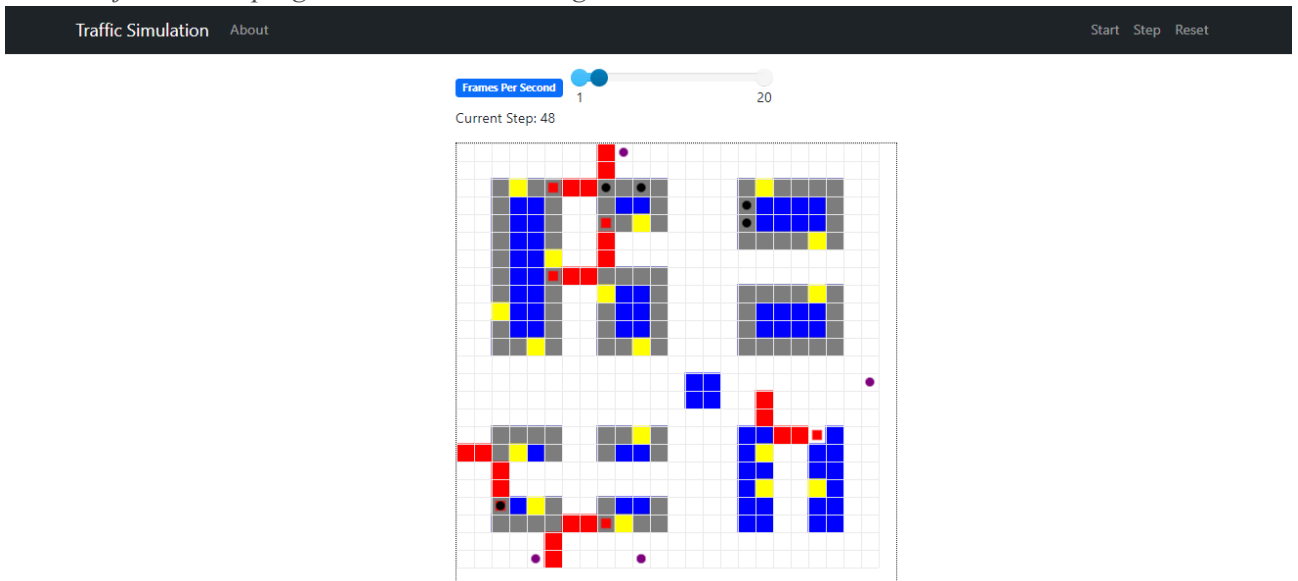 Traffic Simulation About Start Step Reset
Frames Per Second
1 20
Current Step: 48